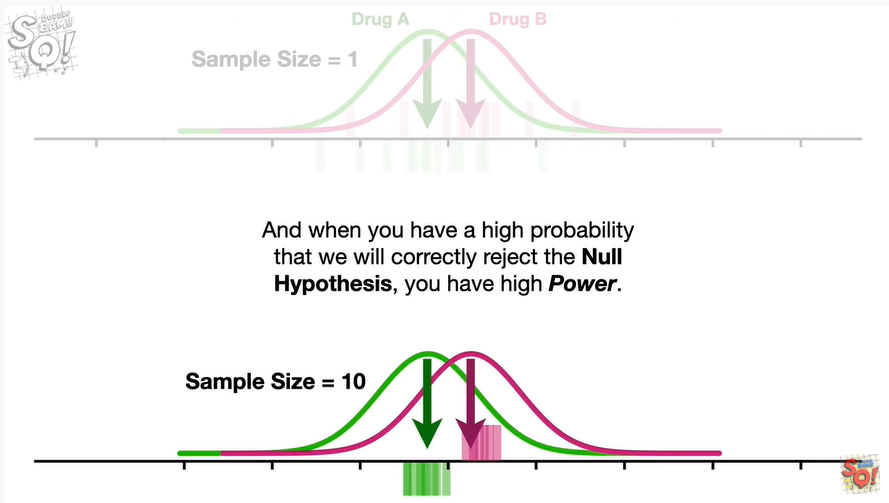 Drug A
Drug B
Sample Size = 1
And when you have a high probability
that we will correctly reject the Null
Hypothesis, you have high Power.
Sample Size = 10
SQ!